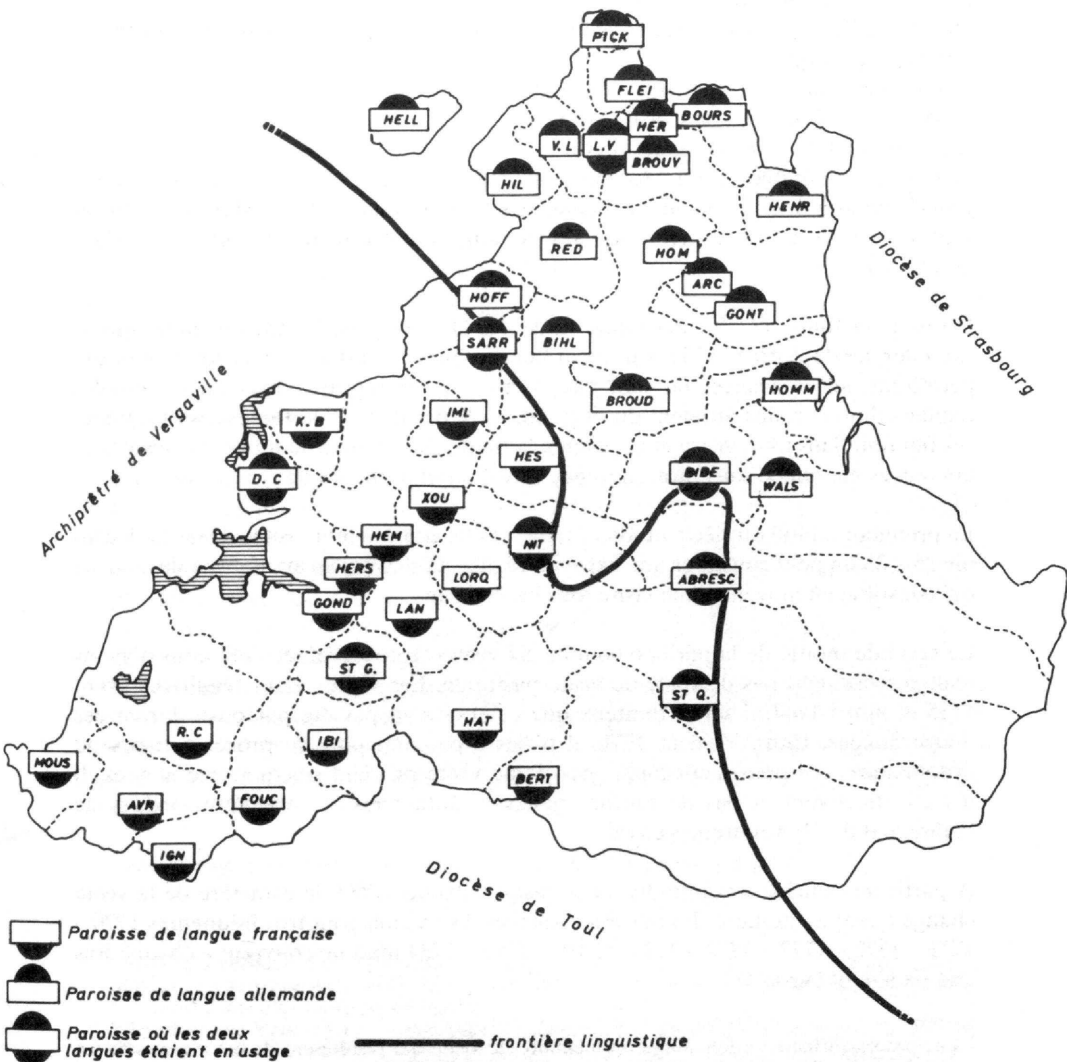 PICK
FLEI
HELL
BOURS
HER
V. L
L.V
BROUV
HIL
HENR
RED
HOM
ARC
GONT
Diocèse de Strasbourg
HOFF
SARR
BIHL
HOMM
BROUD
Archiprêtré de Vergaville
K. B
IML
HES
BIBE
WALS
D. C
XOU
HEM
NIT
HERS
LORQ
ABRESC
GOND
LAN
ST G.
ST Q.
R.C
IBI
HAT
MOUS
AVR
FOUC
BERT
IGN
Diocèse de Toul
Paroisse de langue française
Paroisse de langue allemande
Paroisse où les deux
langues étaient en usage
frontière linguistique